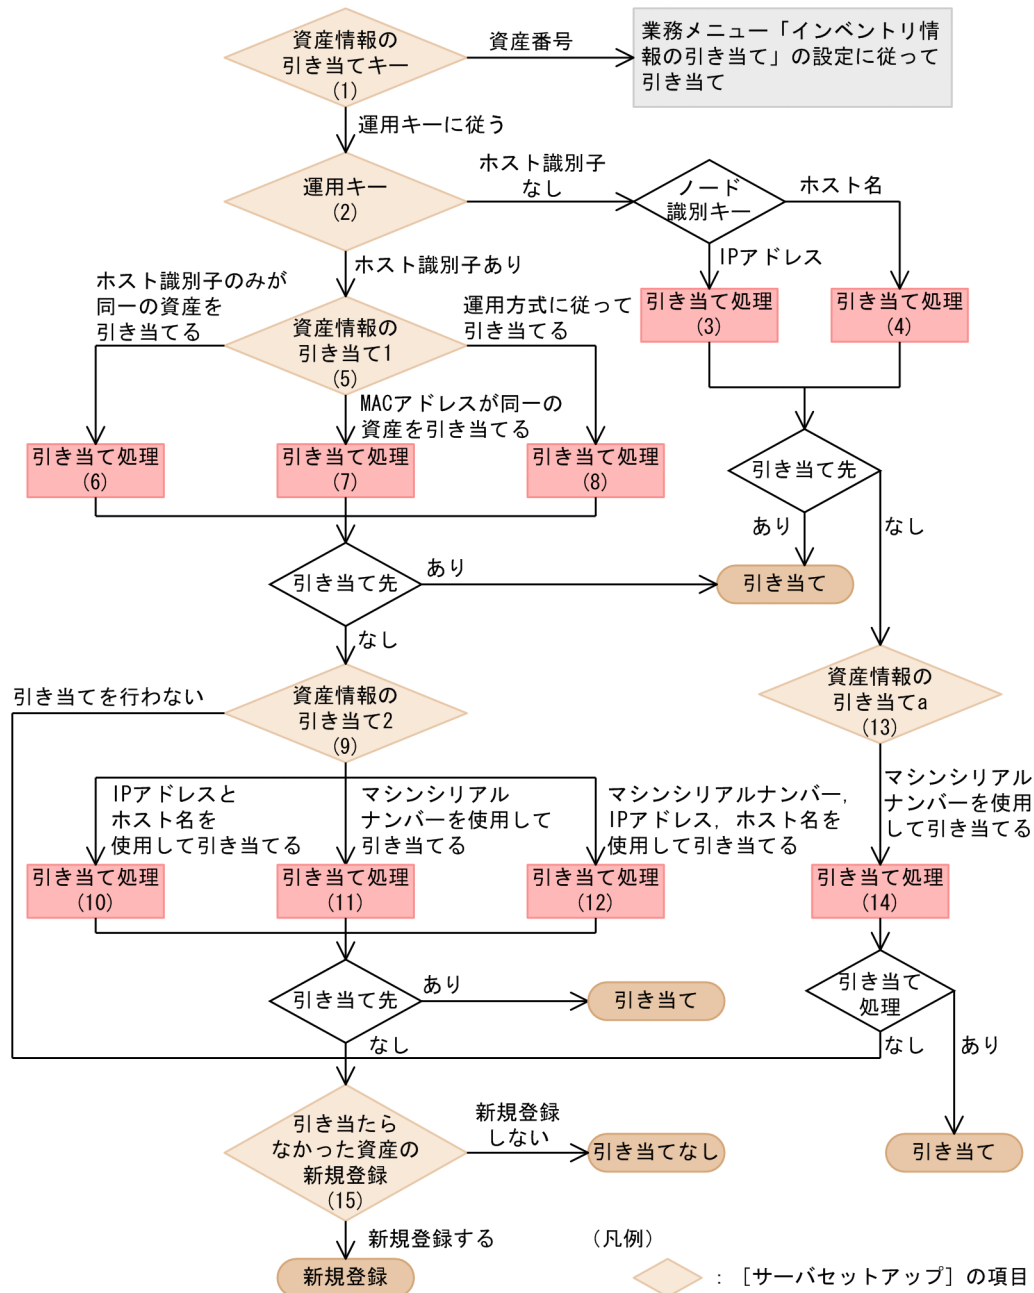 資産情報の
引き当てキー
(1)
資産番号
業務メニュー「インベントリ情
報の引き当て」の設定に従って
引き当て
運用キーに従う
運用キー
(2)
ホスト識別子
なし
ノード
識別キー
ホスト名
IPアドレス
ホスト識別子あり
引き当て処理
(3)
引き当て処理
(4)
ホスト識別子のみが
同一の資産を
引き当てる
資産情報の
引き当て1
(5)
運用方式に従って
引き当てる
MACアドレスが同一の
資産を引き当てる
引き当て処理
(6)
引き当て処理
(7)
引き当て処理
(8)
引き当て先
あり
なし
引き当て先
あり
引き当て
なし
引き当てを行わない
資産情報の
引き当て2
(9)
資産情報の
引き当てa
(13)
IPアドレスと
ホスト名を
使用して引き当てる
マシンシリアル
ナンバーを使用して
引き当てる
マシンシリアルナンバー,
IPアドレス, ホスト名を
使用して引き当てる
マシンシリアル
ナンバーを使用
して引き当てる
引き当て処理
(10)
引き当て処理
(11)
引き当て処理
(12)
引き当て処理
(14)
引き当て先
あり
引き当て
なし
引き当て
処理
なし
あり
引き当たら
なかった資産の
新規登録
(15)
新規登録
しない
引き当てなし
引き当て
新規登録する
新規登録
(凡例)
: [サーバセットアップ]の項目